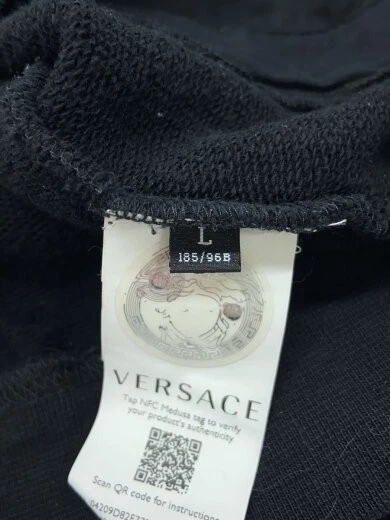 L
185/96B
VERSACE
Tap NFC Medusa tag to verify
your product's authenticity
Scan QR code for instructions